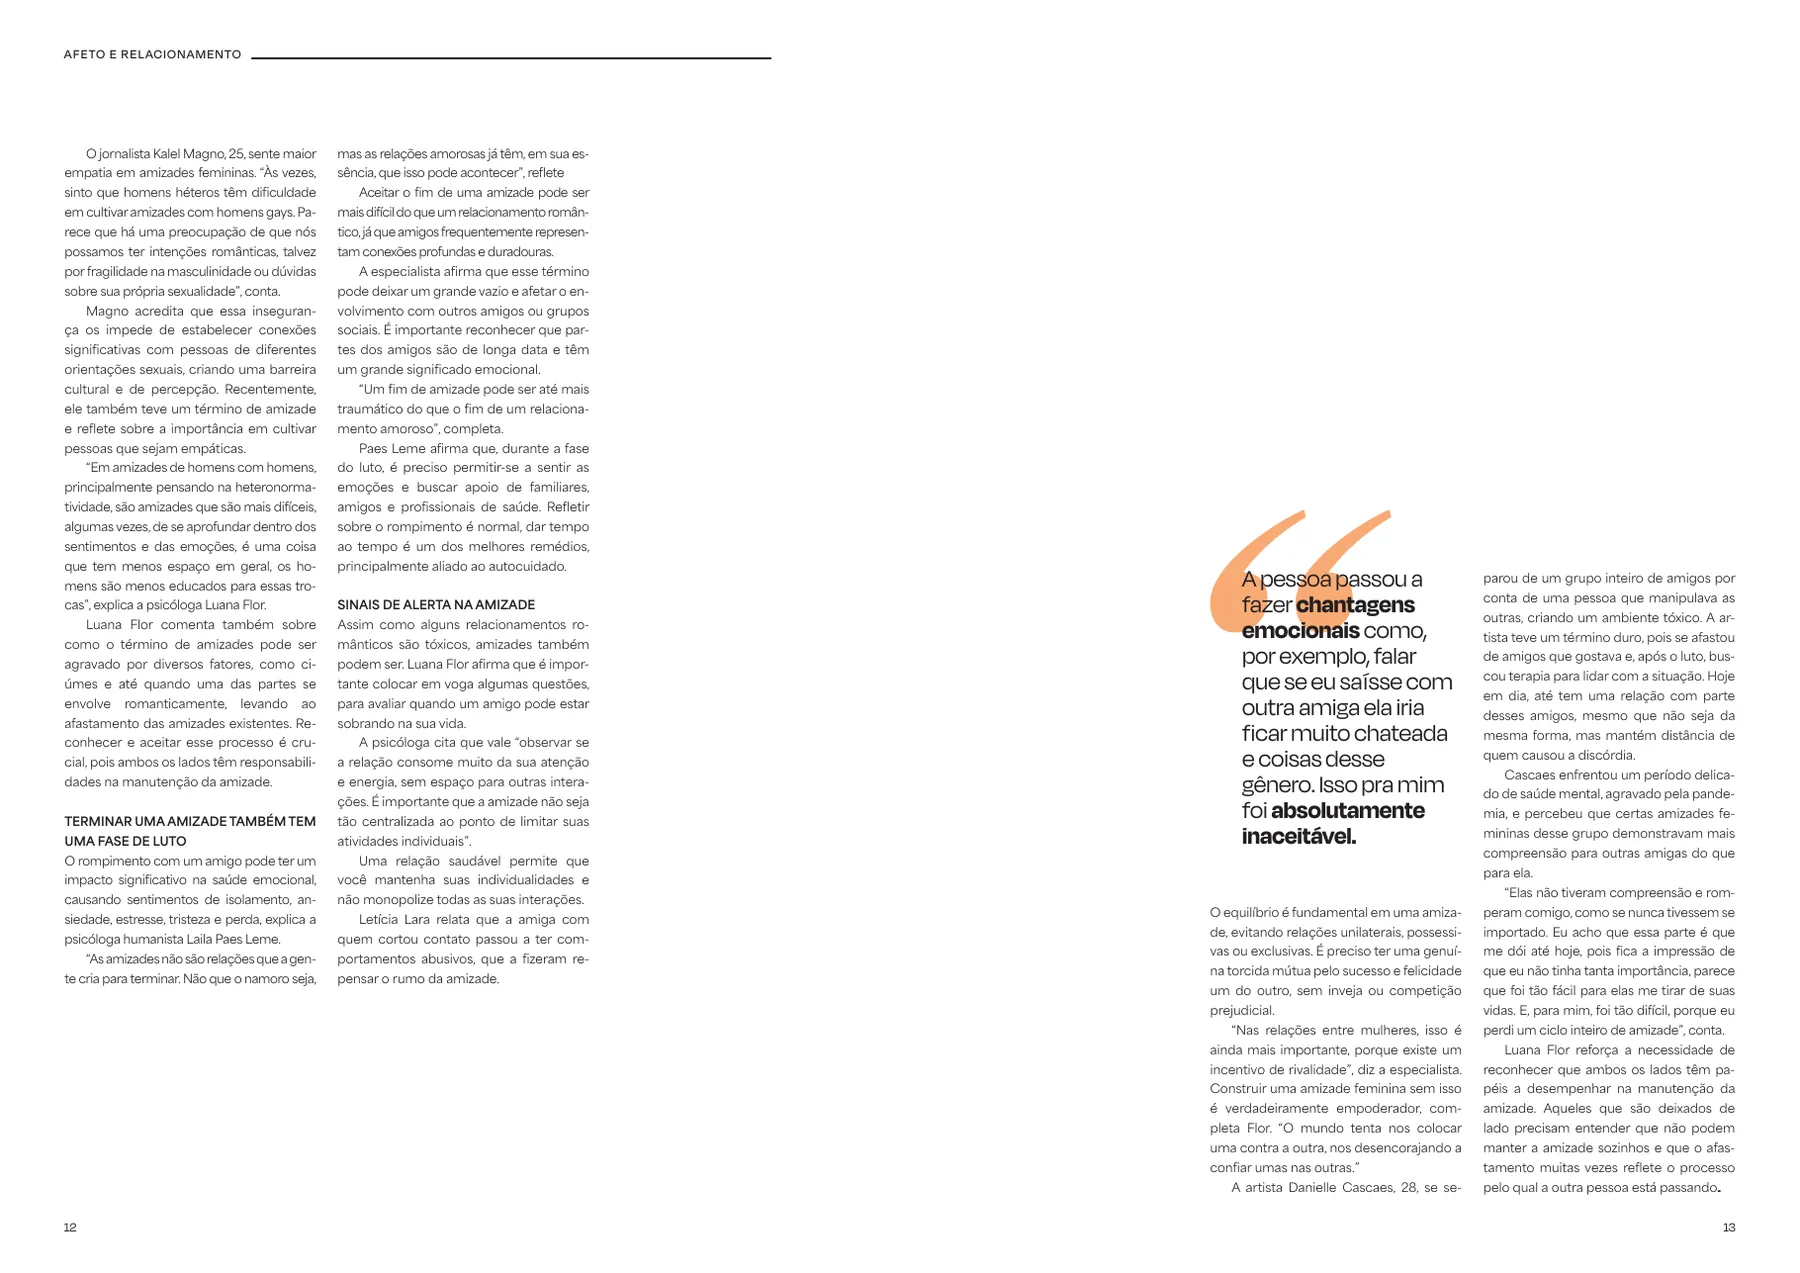 AFETO E RELACIONAMENTO
O jornalista Kalel Magno, 25, sente maior
empatia em amizades femininas. “Às vezes,
sinto que homens héteros têm dificuldade
em cultivar amizades com homens gays. Pa-
rece que há uma preocupação de que nós
possamos ter intenções românticas, talvez
por fragilidade na masculinidade ou dúvidas
sobre sua própria sexualidade”, conta.
Magno acredita que essa inseguran-
ça os impede de estabelecer conexões
significativas com pessoas de diferentes
orientações sexuais, criando uma barreira
cultural e de percepção. Recentemente,
ele também teve um término de amizade
e reflete sobre a importância em cultivar
pessoas que sejam empáticas.
“Em amizades de homens com homens,
principalmente pensando na heteronorma-
tividade, são amizades que são mais difíceis,
algumas vezes, de se aprofundar dentro dos
sentimentos e das emoções, é uma coisa
que tem menos espaço em geral, os ho-
mens são menos educados para essas tro-
cas”, explica a psicóloga Luana Flor.
Luana Flor comenta também sobre
como o término de amizades pode ser
agravado por diversos fatores, como ci-
úmes e até quando uma das partes se
envolve romanticamente, levando ao
afastamento das amizades existentes. Re-
conhecer e aceitar esse processo é cru-
cial, pois ambos os lados têm responsabili-
dades na manutenção da amizade.
TERMINAR UMA AMIZADE TAMBÉM TEM
UMA FASE DE LUTO
O rompimento com um amigo pode ter um
impacto significativo na saúde emocional,
causando sentimentos de isolamento, an-
siedade, estresse, tristeza e perda, explica a
psicóloga humanista Laila Paes Leme.
“As amizades não são relações que a gen-
te cria para terminar. Não que o namoro seja,
mas as relações amorosas já têm, em sua es-
sência, que isso pode acontecer”, reflete
Aceitar o fim de uma amizade pode ser
mais difícil do que um relacionamento român-
tico, já que amigos frequentemente represen-
tam conexões profundas e duradouras.
A especialista afirma que esse término
pode deixar um grande vazio e afetar o en-
volvimento com outros amigos ou grupos
sociais. É importante reconhecer que par-
tes dos amigos são de longa data e têm
um grande significado emocional.
“Um fim de amizade pode ser até mais
traumático do que o fim de um relaciona-
mento amoroso”, completa.
Paes Leme afirma que, durante a fase
do luto, é preciso permitir-se a sentir as
emoções e buscar apoio de familiares,
amigos e profissionais de saúde. Refletir
sobre o rompimento é normal, dar tempo
ao tempo é um dos melhores remédios,
principalmente aliado ao autocuidado.
SINAIS DE ALERTA NA AMIZADE
Assim como alguns relacionamentos ro-
mânticos são tóxicos, amizades também
podem ser. Luana Flor afirma que é impor-
tante colocar em voga algumas questões,
para avaliar quando um amigo pode estar
sobrando na sua vida.
A psicóloga cita que vale “observar se
a relação consome muito da sua atenção
e energia, sem espaço para outras intera-
ções. É importante que a amizade não seja
tão centralizada ao ponto de limitar suas
atividades individuais”.
Uma relação saudável permite que
você mantenha suas individualidades e
não monopolize todas as suas interações.
Letícia Lara relata que a amiga com
quem cortou contato passou a ter com-
portamentos abusivos, que a fizeram re-
pensar o rumo da amizade.
“
A pessoa passou a
fazer chantagens
emocionais como,
por exemplo, falar
que se eu saísse com
outra amiga ela iria
ficar muito chateada
e coisas desse
gênero. Isso pra mim
foi absolutamente
inaceitável.
O equilíbrio é fundamental em uma amiza-
de, evitando relações unilaterais, possessi-
vas ou exclusivas. É preciso ter uma genuí-
na torcida mútua pelo sucesso e felicidade
um do outro, sem inveja ou competição
prejudicial.
“Nas relações entre mulheres, isso é
ainda mais importante, porque existe um
incentivo de rivalidade”, diz a especialista.
Construir uma amizade feminina sem isso
é verdadeiramente empoderador, com-
pleta Flor. “O mundo tenta nos colocar
uma contra a outra, nos desencorajando a
confiar umas nas outras.”
A artista Danielle Cascaes, 28, se se-
parou de um grupo inteiro de amigos por
conta de uma pessoa que manipulava as
outras, criando um ambiente tóxico. A ar-
tista teve um término duro, pois se afastou
de amigos que gostava e, após o luto, bus-
cou terapia para lidar com a situação. Hoje
em dia, até tem uma relação com parte
desses amigos, mesmo que não seja da
mesma forma, mas mantém distância de
quem causou a discórdia.
Cascaes enfrentou um período delica-
do de saúde mental, agravado pela pande-
mia, e percebeu que certas amizades fe-
mininas desse grupo demonstravam mais
compreensão para outras amigas do que
para ela.
“Elas não tiveram compreensão e rom-
peram comigo, como se nunca tivessem se
importado. Eu acho que essa parte é que
me dói até hoje, pois fica a impressão de
que eu não tinha tanta importância, parece
que foi tão fácil para elas me tirar de suas
vidas. E, para mim, foi tão difícil, porque eu
perdi um ciclo inteiro de amizade”, conta.
Luana Flor reforça a necessidade de
reconhecer que ambos os lados têm pa-
péis a desempenhar na manutenção da
amizade. Aqueles que são deixados de
lado precisam entender que não podem
manter a amizade sozinhos e que o afas-
tamento muitas vezes reflete o processo
pelo qual a outra pessoa está passando.
12
13